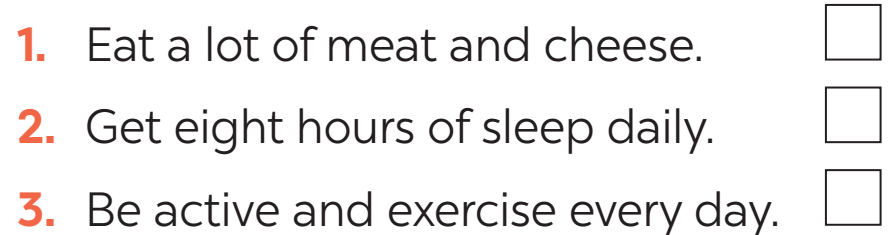 1. Eat a lot of meat and cheese.
2. Get eight hours of sleep daily.
3. Be active and exercise every day.